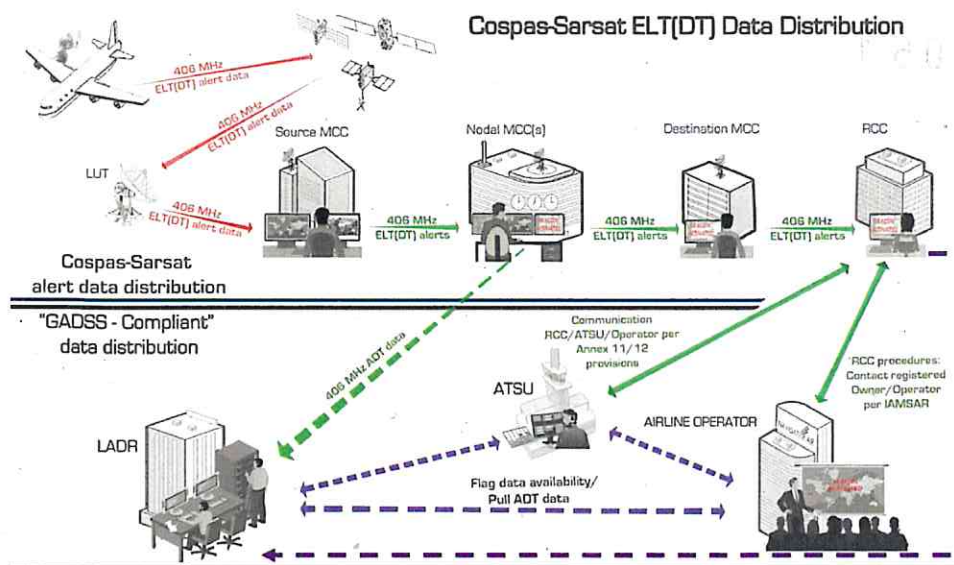 Cospas-Sarsat ELT(DT) Data Distribution
406 MHz
ELT(DT) alert data
406 MHz
ELT(DT) alert data
Source MCC
Nodal MCC(s)
Destination MCC
RCC
LUT
406 MHz
ELT(DT) alert data
406 MHz
ELT(DT) alerts
406 MHz
ELT(DT) alerts
406 MHz
ELT(DT) alerts
Cospas-Sarsat
alert data distribution
"GADSS - Compliant"
data distribution
406 MHz ADT data
Communication
RCC/ATSU/Operator per
Annex 11/12
provisions
"RCC procedures:
Contact registered
Owner/Operator
per IAMSAR
ATSU
AIRLINE OPERATOR
LADR
Flag data availability/
Pull ADT data